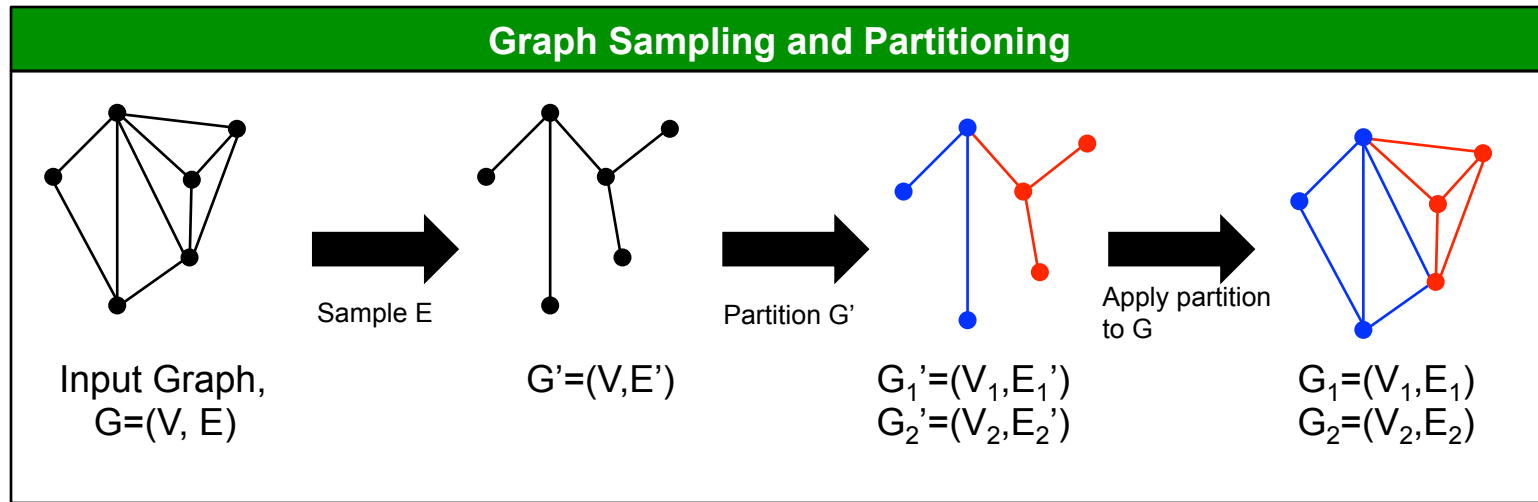 Graph Sampling and Partitioning
Sample E
Partition G’
Apply partition
to G
Input Graph,
G=(V, E)
G’=(V,E’)
G₁’=(V₁,E₁’)
G₂’=(V₂,E₂’)
G₁=(V₁,E₁)
G₂=(V₂,E₂)